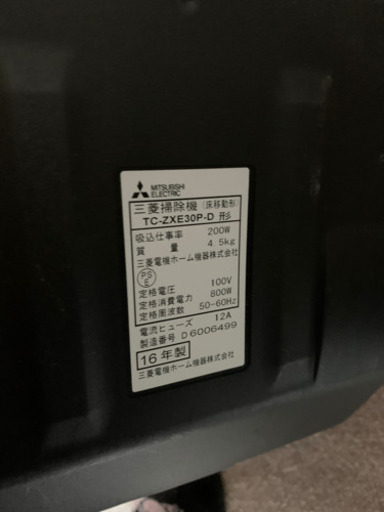 MITSUBISHI
ELECTRIC
三菱掃除機(床移動形)
TC-ZXE30P-D 形
吸込仕事率 200W
質量 4.5kg
三菱電機ホーム機器株式会社
PS
E
定格電圧 100V
定格消費電力 800W
定格周波数 50-60Hz
電流ヒューズ 12A
製造番号 D6006499
16年製
三菱電機ホーム機器株式会社